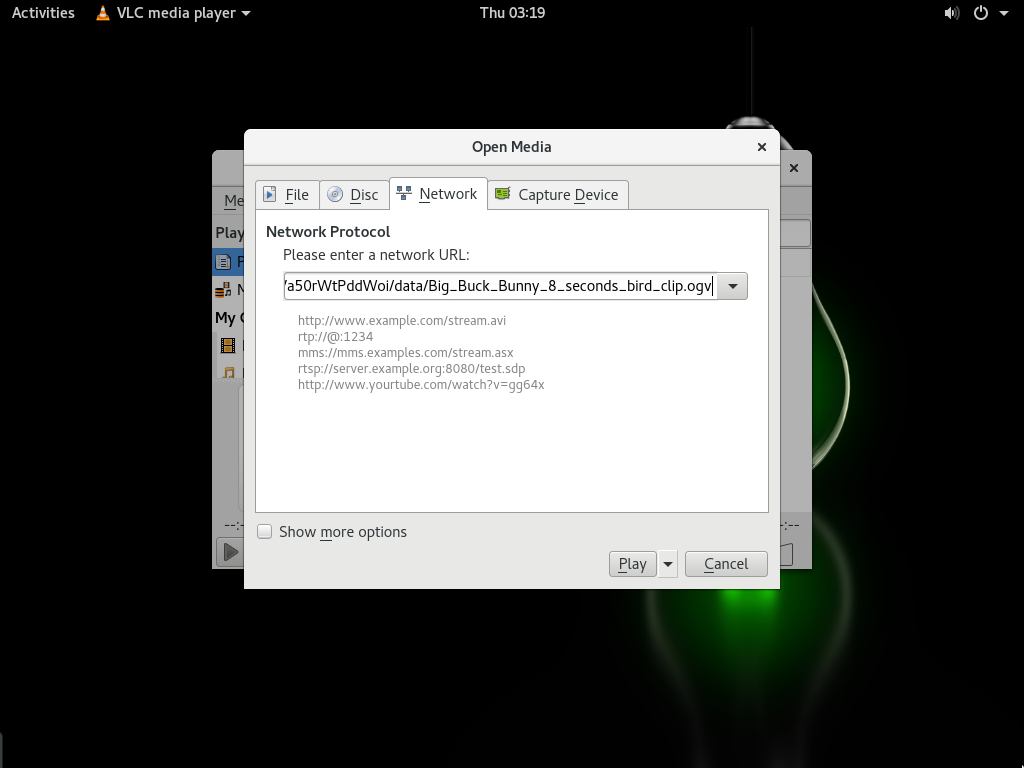 Activities VLC media player Thu 03:19
Open Media
File Disc Network Capture Device
Network Protocol
Please enter a network URL:
/a50rWtPddWoi/data/Big_Buck_Bunny_8_seconds_bird_clip.ogv
http://www.example.com/stream.avi
rtp://@:1234
mms://mms.examples.com/stream.asx
rtsp://server.example.org:8080/test.sdp
http://www.yourtube.com/watch?v=gg64x
Show more options
Play Cancel
Me
Play
My C
--:-
:--